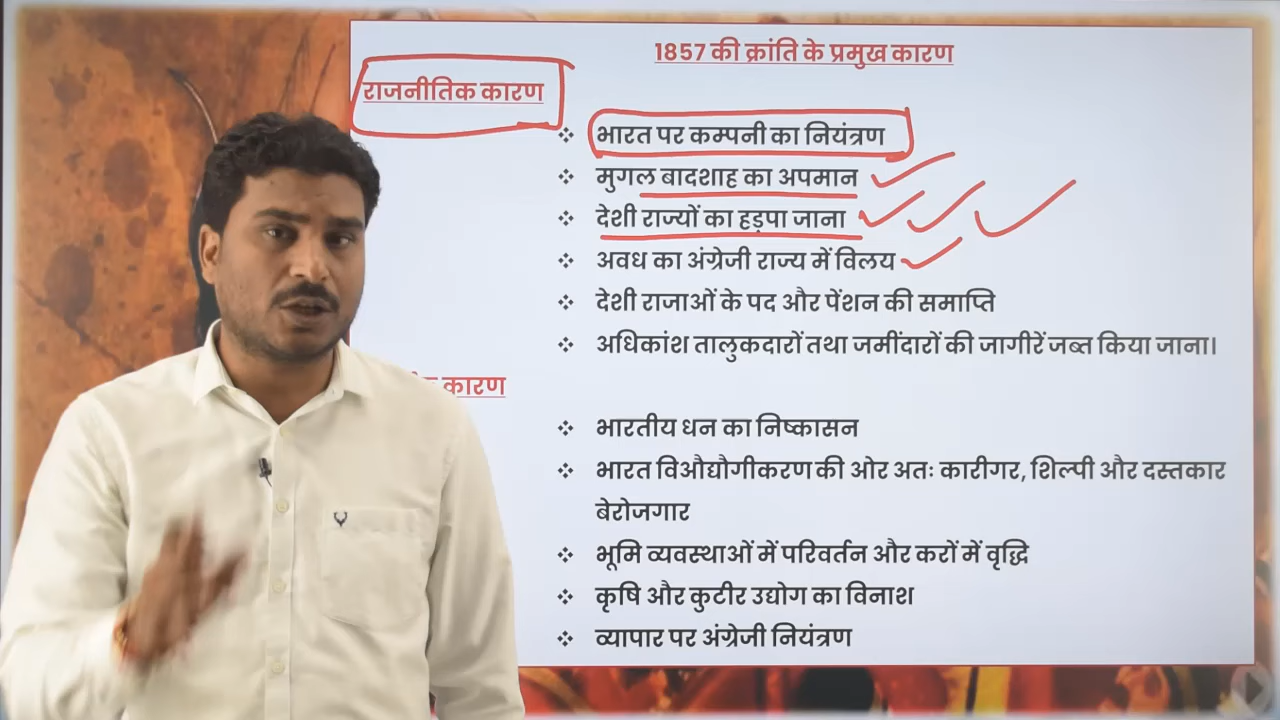 1857 की क्रांति के प्रमुख कारण
राजनीतिक कारण
❖ भारत पर कम्पनी का नियंत्रण
❖ मुगल बादशाह का अपमान
❖ देशी राज्यों का हड़पा जाना
❖ अवध का अंग्रेजी राज्य में विलय
❖ देशी राजाओं के पद और पेंशन की समाप्ति
❖ अधिकांश तालुकदारों तथा जमींदारों की जागीरें जब्त किया जाना।
कारण
❖ भारतीय धन का निष्कासन
❖ भारत विऔद्योगीकरण की ओर अतः कारीगर, शिल्पी और दस्तकार
बेरोजगार
❖ भूमि व्यवस्थाओं में परिवर्तन और करों में वृद्धि
❖ कृषि और कुटीर उद्योग का विनाश
❖ व्यापार पर अंग्रेजी नियंत्रण